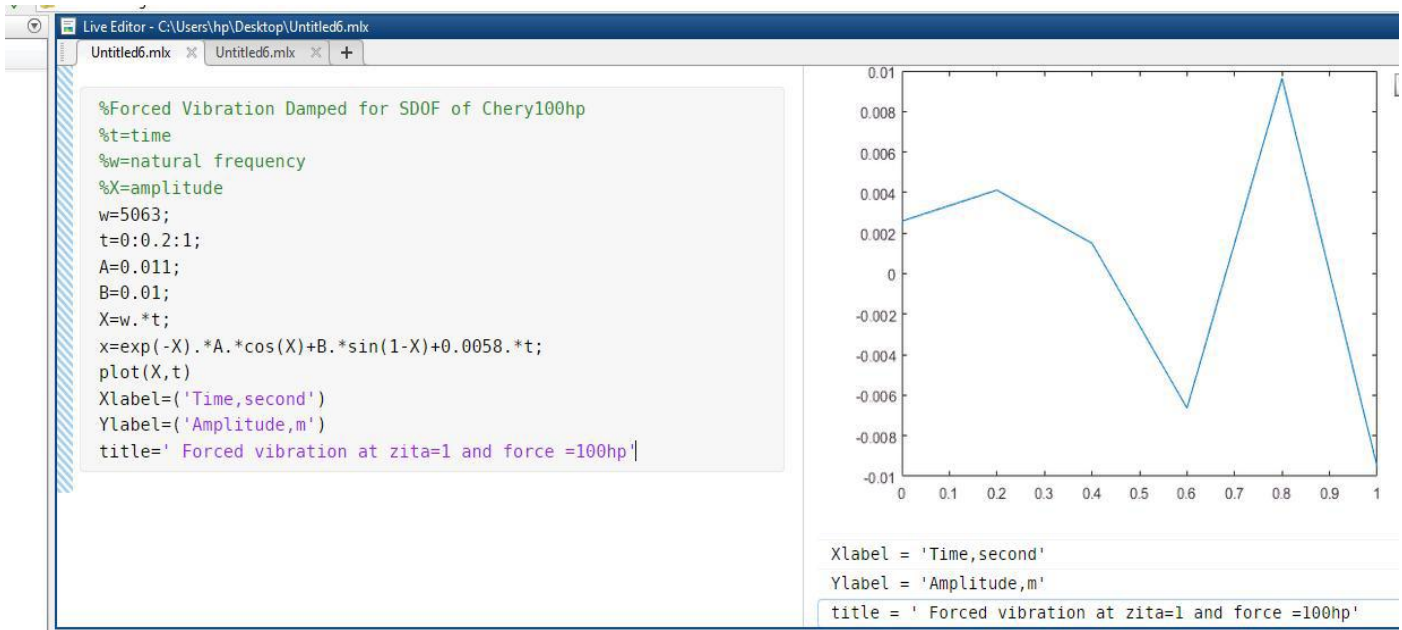 Live Editor - C:\Users\hp\Desktop\Untitled6.mlx
Untitled6.mlx Untitled6.mlx +
%Forced Vibration Damped for SDOF of Chery100hp
%t=time
%w=natural frequency
%X=amplitude
w=5063;
t=0:0.2:1;
A=0.011;
B=0.01;
X=w.*t;
x=exp(-X).*A.*cos(X)+B.*sin(1-X)+0.0058.*t;
plot(X,t)
Xlabel=('Time,second')
Ylabel=('Amplitude,m')
title=' Forced vibration at zita=1 and force =100hp'
0.01
0.008
0.006
0.004
0.002
0
-0.002
-0.004
-0.006
-0.008
-0.01
0 0.1 0.2 0.3 0.4 0.5 0.6 0.7 0.8 0.9 1
Xlabel = 'Time,second'
Ylabel = 'Amplitude,m'
title = ' Forced vibration at zita=1 and force =100hp'